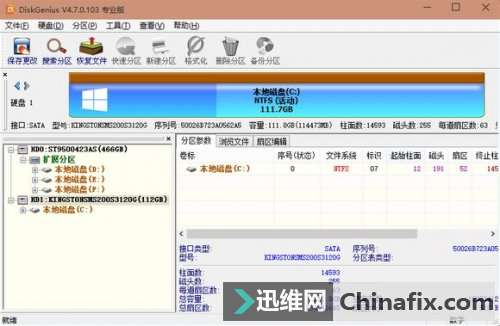 DiskGenius V4.7.0.103 专业版
文件(F) 硬盘(D) 分区(P) 工具(T) 查看(V) 帮助(H)
保存更改 搜索分区 恢复文件 快速分区 新建分区 格式化 删除分区 备份分区
本地磁盘(C:)
NTFS (活动)
111.7GB
硬盘 1
接口:SATA 型号:KINGSTONSMS200S3120G 序列号:50026B723A0562A5 容量:111.8GB(114473MB) 柱面数:14593 磁头数:255 每道扇区数:63
HD0:ST9500423AS(466GB)
扩展分区
本地磁盘(D:)
本地磁盘(E:)
本地磁盘(F:)
HD1:KINGSTONSMS200S3120G(112GB)
本地磁盘(C:)
分区参数 浏览文件 扇区编辑
卷标 序号(状态) 文件系统 标识 起始柱面 磁头 扇区 终止柱
本地磁盘(C:) 0 NTFS 07 12 191 52 145
接口类型: SATA 序列号: 50026B723A05
型号: KINGSTONSMS200S3120G 分区表类型:
柱面数: 14593
磁头数: 255
每道扇区数:
总容量:
迅维网 Chinafix.com
就绪
数字